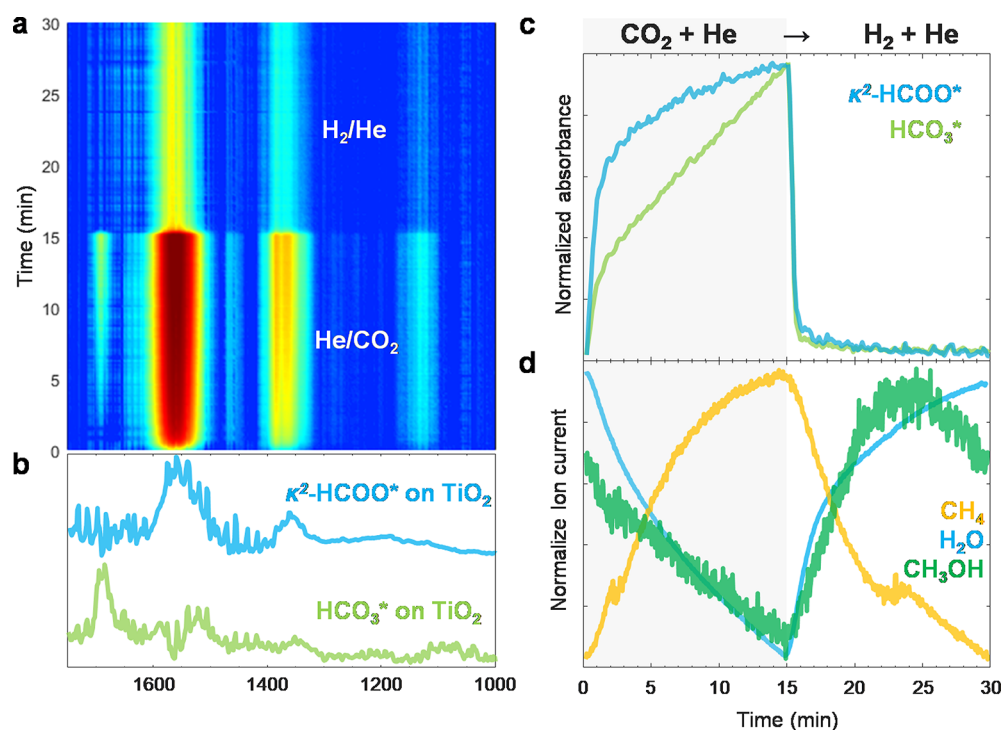 a
30
25
20
15
10
5
0
Time (min)
H₂/He
He/CO₂
b
κ²-HCOO* on TiO₂
HCO₃* on TiO₂
1600
1400
1200
1000
c
CO₂ + He → H₂ + He
Normalized absorbance
κ²-HCOO*
HCO₃*
d
Normalize Ion current
CH₄
H₂O
CH₃OH
0
5
10
15
20
25
30
Time (min)